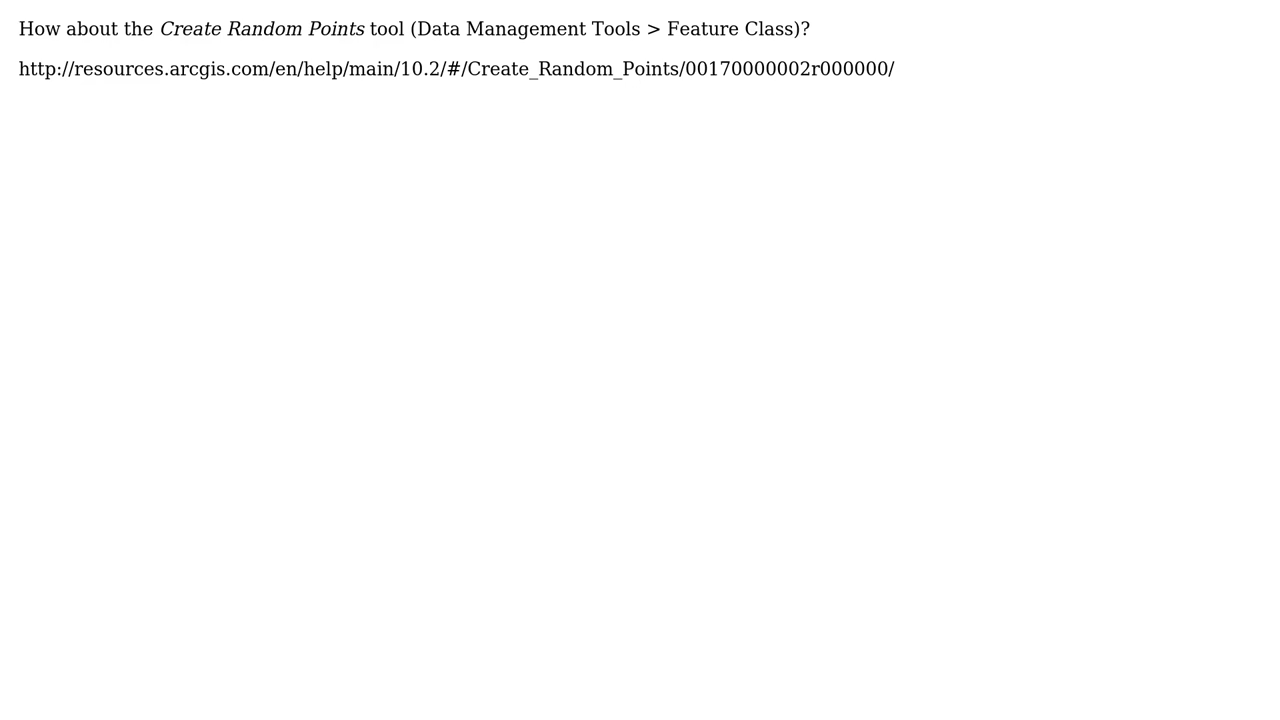 How about the Create Random Points tool (Data Management Tools > Feature Class)?
http://resources.arcgis.com/en/help/main/10.2/#/Create_Random_Points/00170000002r000000/